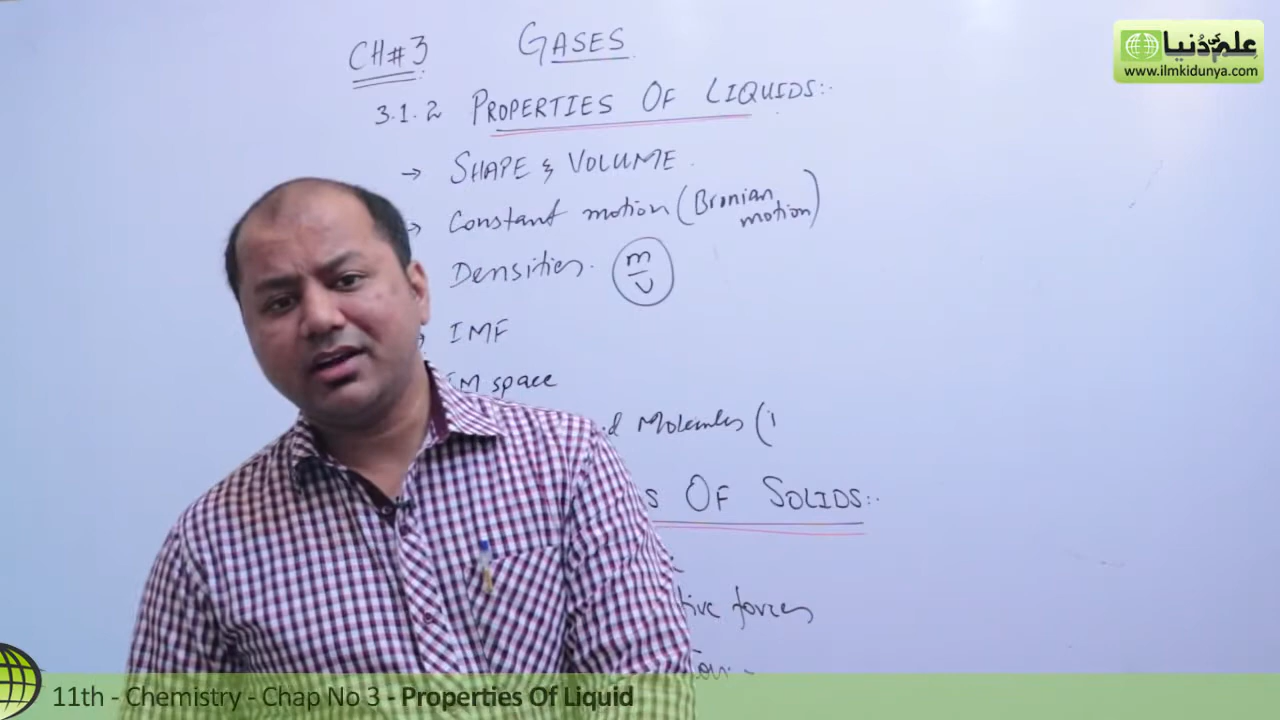 CH#3 GASES
3.1.2 PROPERTIES OF LIQUIDS:.
→ SHAPE & VOLUME.
Constant motion (Bronian motion)
Densities. m/v
IMF
IM space
Molecules (
OF SOLIDS:.
forces
علم کی دنیا
www.ilmkidunya.com
11th - Chemistry - Chap No 3 - Properties Of Liquid